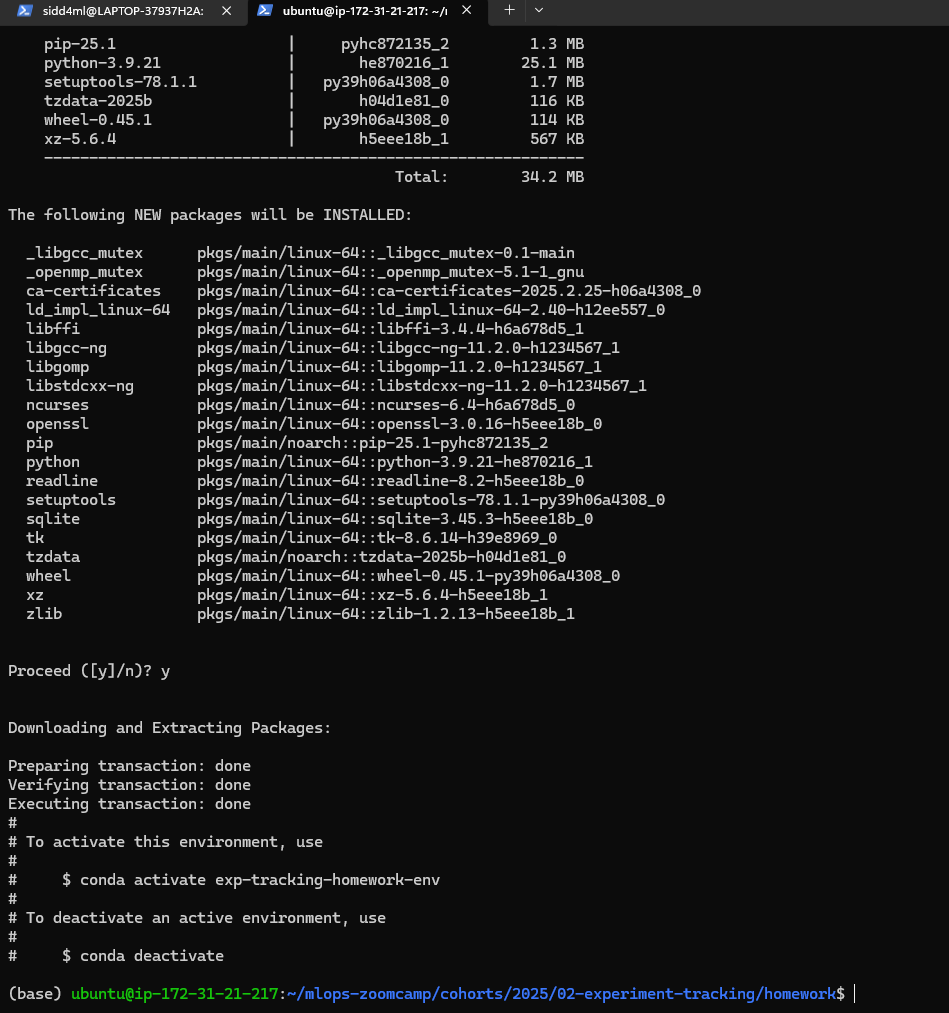 sidd4ml@LAPTOP-37937H2A: ubuntu@ip-172-31-21-217: ~/
pip-25.1 | pyhc872135_2 1.3 MB
python-3.9.21 | he870216_1 25.1 MB
setuptools-78.1.1 | py39h06a4308_0 1.7 MB
tzdata-2025b | h04d1e81_0 116 KB
wheel-0.45.1 | py39h06a4308_0 114 KB
xz-5.6.4 | h5eee18b_1 567 KB
------------------------------------------------------------
Total: 34.2 MB
The following NEW packages will be INSTALLED:
_libgcc_mutex pkgs/main/linux-64::_libgcc_mutex-0.1-main
_openmp_mutex pkgs/main/linux-64::_openmp_mutex-5.1-1_gnu
ca-certificates pkgs/main/linux-64::ca-certificates-2025.2.25-h06a4308_0
ld_impl_linux-64 pkgs/main/linux-64::ld_impl_linux-64-2.40-h12ee557_0
libffi pkgs/main/linux-64::libffi-3.4.4-h6a678d5_1
libgcc-ng pkgs/main/linux-64::libgcc-ng-11.2.0-h1234567_1
libgomp pkgs/main/linux-64::libgomp-11.2.0-h1234567_1
libstdcxx-ng pkgs/main/linux-64::libstdcxx-ng-11.2.0-h1234567_1
ncurses pkgs/main/linux-64::ncurses-6.4-h6a678d5_0
openssl pkgs/main/linux-64::openssl-3.0.16-h5eee18b_0
pip pkgs/main/noarch::pip-25.1-pyhc872135_2
python pkgs/main/linux-64::python-3.9.21-he870216_1
readline pkgs/main/linux-64::readline-8.2-h5eee18b_0
setuptools pkgs/main/linux-64::setuptools-78.1.1-py39h06a4308_0
sqlite pkgs/main/linux-64::sqlite-3.45.3-h5eee18b_0
tk pkgs/main/linux-64::tk-8.6.14-h39e8969_0
tzdata pkgs/main/noarch::tzdata-2025b-h04d1e81_0
wheel pkgs/main/linux-64::wheel-0.45.1-py39h06a4308_0
xz pkgs/main/linux-64::xz-5.6.4-h5eee18b_1
zlib pkgs/main/linux-64::zlib-1.2.13-h5eee18b_1
Proceed ([y]/n)? y
Downloading and Extracting Packages:
Preparing transaction: done
Verifying transaction: done
Executing transaction: done
#
# To activate this environment, use
#
# $ conda activate exp-tracking-homework-env
#
# To deactivate an active environment, use
#
# $ conda deactivate
(base) ubuntu@ip-172-31-21-217:~/mlops-zoomcamp/cohorts/2025/02-experiment-tracking/homework$